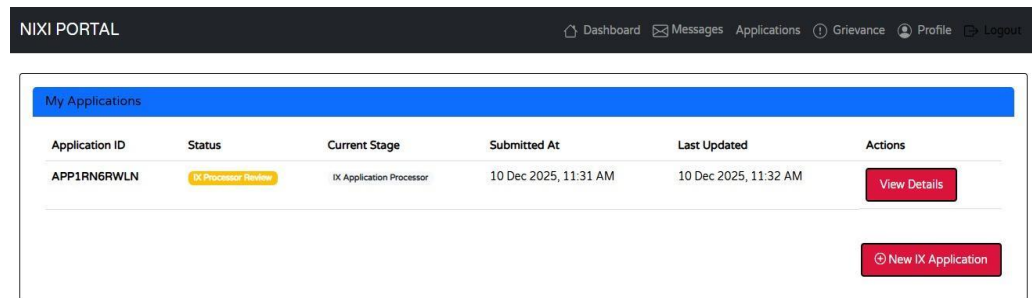 NIXI PORTAL Dashboard Messages Applications Grievance Profile Logout
My Applications
Application ID Status Current Stage Submitted At Last Updated Actions
APP1RN6RWLN IX Processor Review IX Application Processor 10 Dec 2025, 11:31 AM 10 Dec 2025, 11:32 AM View Details
New IX Application